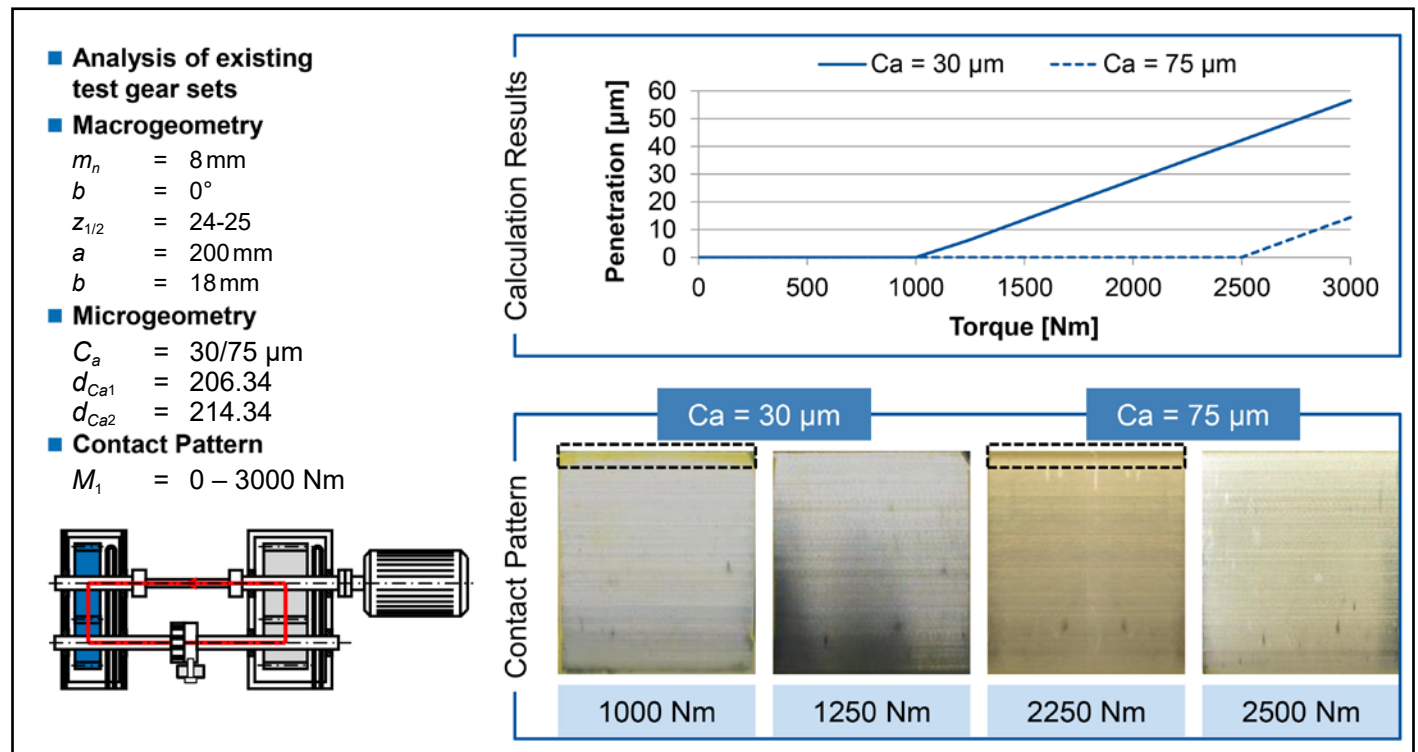 Analysis of existing
test gear sets
Macrogeometry
mₙ = 8 mm
b = 0°
z₁/₂ = 24-25
a = 200 mm
b = 18 mm
Microgeometry
Cₐ = 30/75 µm
d_Ca1 = 206.34
d_Ca2 = 214.34
Contact Pattern
M₁ = 0 – 3000 Nm
Calculation Results
Ca = 30 µm Ca = 75 µm
Penetration [µm]
60
50
40
30
20
10
0
0 500 1000 1500 2000 2500 3000
Torque [Nm]
Contact Pattern
Ca = 30 µm Ca = 75 µm
1000 Nm 1250 Nm 2250 Nm 2500 Nm